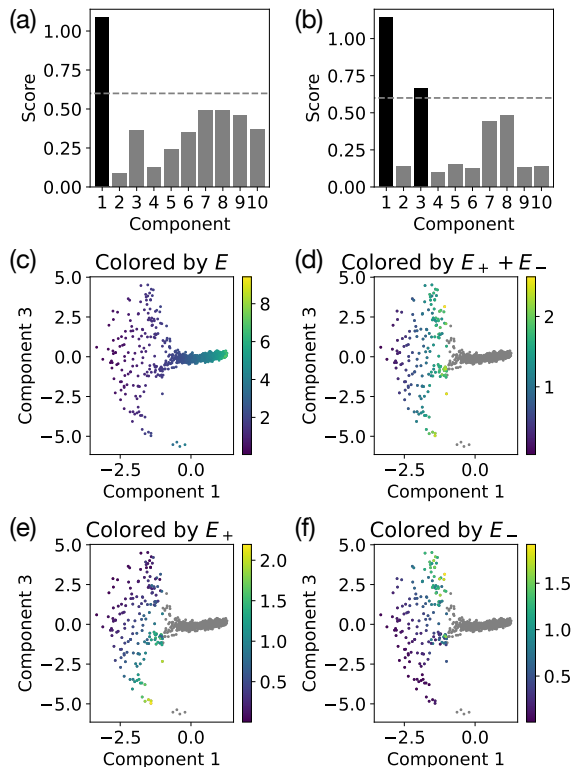 (a)
1.00
0.75
0.50
0.25
0.00
Score
1 2 3 4 5 6 7 8 9 10
Component
(b)
1.00
0.75
0.50
0.25
0.00
Score
1 2 3 4 5 6 7 8 9 10
Component
(c) Colored by E
5.0
2.5
0.0
−2.5
−5.0
Component 3
−2.5 0.0
Component 1
8
6
4
2
(d) Colored by E₊ + E₋
5.0
2.5
0.0
−2.5
−5.0
Component 3
−2.5 0.0
Component 1
2
1
(e) Colored by E₊
5.0
2.5
0.0
−2.5
−5.0
Component 3
−2.5 0.0
Component 1
2.0
1.5
1.0
0.5
(f) Colored by E₋
5.0
2.5
0.0
−2.5
−5.0
Component 3
−2.5 0.0
Component 1
1.5
1.0
0.5